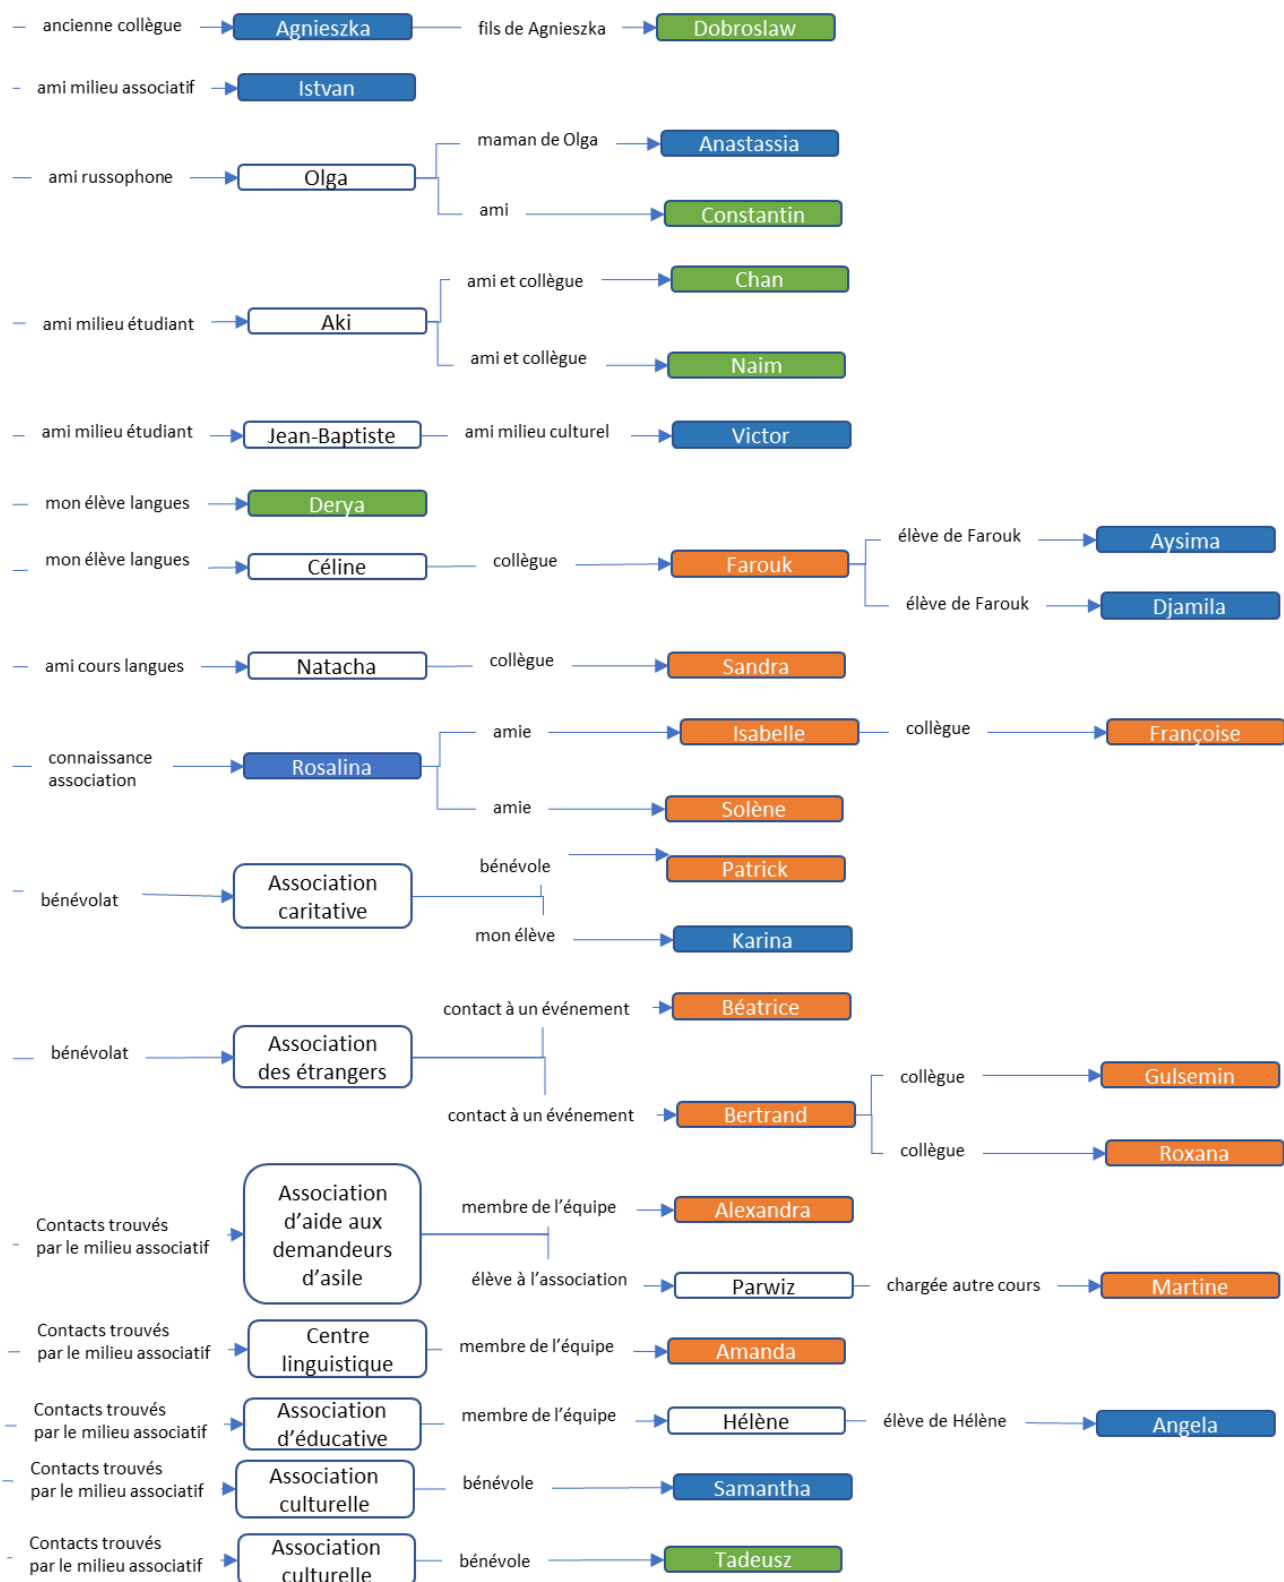 ancienne collègue
Agnieszka
fils de Agnieszka
Dobroslaw
ami milieu associatif
Istvan
maman de Olga
Anastassia
ami russophone
Olga
ami
Constantin
ami et collègue
Chan
ami milieu étudiant
Aki
ami et collègue
Naim
ami milieu étudiant
Jean-Baptiste
ami milieu culturel
Victor
mon élève langues
Derya
élève de Farouk
Aysima
mon élève langues
Céline
collègue
Farouk
élève de Farouk
Djamila
ami cours langues
Natacha
collègue
Sandra
amie
Isabelle
collègue
Françoise
connaissance
association
Rosalina
amie
Solène
bénévole
Patrick
bénévolat
Association
caritative
mon élève
Karina
contact à un événement
Béatrice
bénévolat
Association
des étrangers
collègue
Gulsemin
contact à un événement
Bertrand
collègue
Roxana
Contacts trouvés
par le milieu associatif
Association
d’aide aux
demandeurs
d’asile
membre de l’équipe
Alexandra
élève à l’association
Parwiz
chargée autre cours
Martine
Contacts trouvés
par le milieu associatif
Centre
linguistique
membre de l’équipe
Amanda
Contacts trouvés
par le milieu associatif
Association
d’éducative
membre de l’équipe
Hélène
élève de Hélène
Angela
Contacts trouvés
par le milieu associatif
Association
culturelle
bénévole
Samantha
Contacts trouvés
par le milieu associatif
Association
culturelle
bénévole
Tadeusz